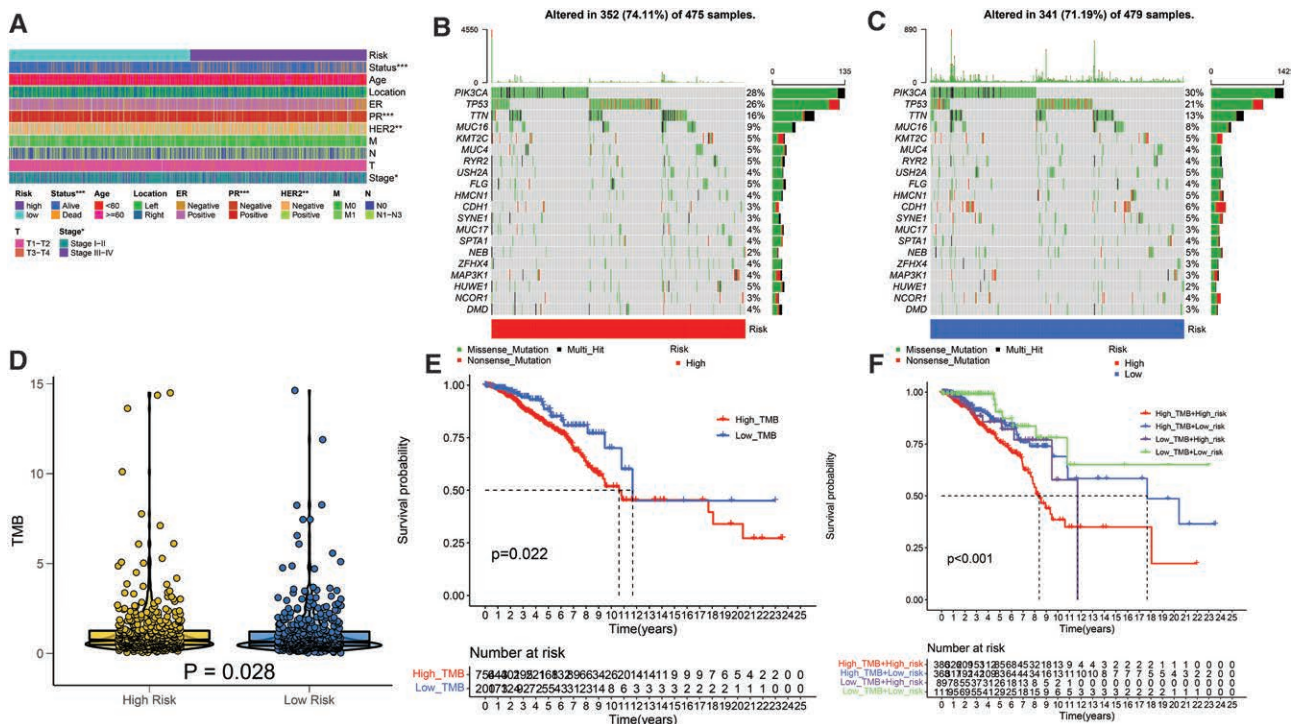 A
Risk
Status***
Age
Location
ER
PR***
HER2**
M
N
T
Stage*
Risk Status*** Age Location ER PR*** HER2** M N
high Alive <60 Left Negative Negative Negative M0 N0
low Dead >=60 Right Positive Positive Positive M1 N1-N3
T Stage*
T1-T2 Stage I-II
T3-T4 Stage III-IV
B
Altered in 352 (74.11%) of 475 samples.
4550
0
0 135
PIK3CA 28%
TP53 26%
TTN 16%
MUC16 9%
KMT2C 5%
MUC4 5%
RYR2 4%
USH2A 4%
FLG 5%
HMCN1 4%
CDH1 3%
SYNE1 3%
MUC17 4%
SPTA1 4%
NEB 2%
ZFHX4 4%
MAP3K1 4%
HUWE1 5%
NCOR1 3%
DMD 4%
Risk
Missense_Mutation Multi_Hit Risk
Nonsense_Mutation High
C
Altered in 341 (71.19%) of 479 samples.
890
0
0 142
PIK3CA 30%
TP53 21%
TTN 13%
MUC16 8%
KMT2C 5%
MUC4 4%
RYR2 4%
USH2A 4%
FLG 4%
HMCN1 5%
CDH1 6%
SYNE1 5%
MUC17 4%
SPTA1 4%
NEB 5%
ZFHX4 3%
MAP3K1 3%
HUWE1 2%
NCOR1 4%
DMD 3%
Risk
Missense_Mutation Multi_Hit Risk
Nonsense_Mutation High
Low
D
TMB
15
10
5
0
P = 0.028
High Risk Low Risk
E
Survival probability
1.00
0.75
0.50
0.25
0.00
High_TMB
Low_TMB
p=0.022
0 1 2 3 4 5 6 7 8 9 10 11 12 13 14 15 16 17 18 19 20 21 22 23 24 25
Time(years)
Number at risk
High_TMB
Low_TMB
0 1 2 3 4 5 6 7 8 9 10 11 12 13 14 15 16 17 18 19 20 21 22 23 24 25
Time(years)
F
Survival probability
1.00
0.75
0.50
0.25
0.00
High_TMB+High_risk
High_TMB+Low_risk
Low_TMB+High_risk
Low_TMB+Low_risk
p<0.001
0 1 2 3 4 5 6 7 8 9 10 11 12 13 14 15 16 17 18 19 20 21 22 23 24 25
Time(years)
Number at risk
High_TMB+High_risk
High_TMB+Low_risk
Low_TMB+High_risk
Low_TMB+Low_risk
0 1 2 3 4 5 6 7 8 9 10 11 12 13 14 15 16 17 18 19 20 21 22 23 24 25
Time(years)